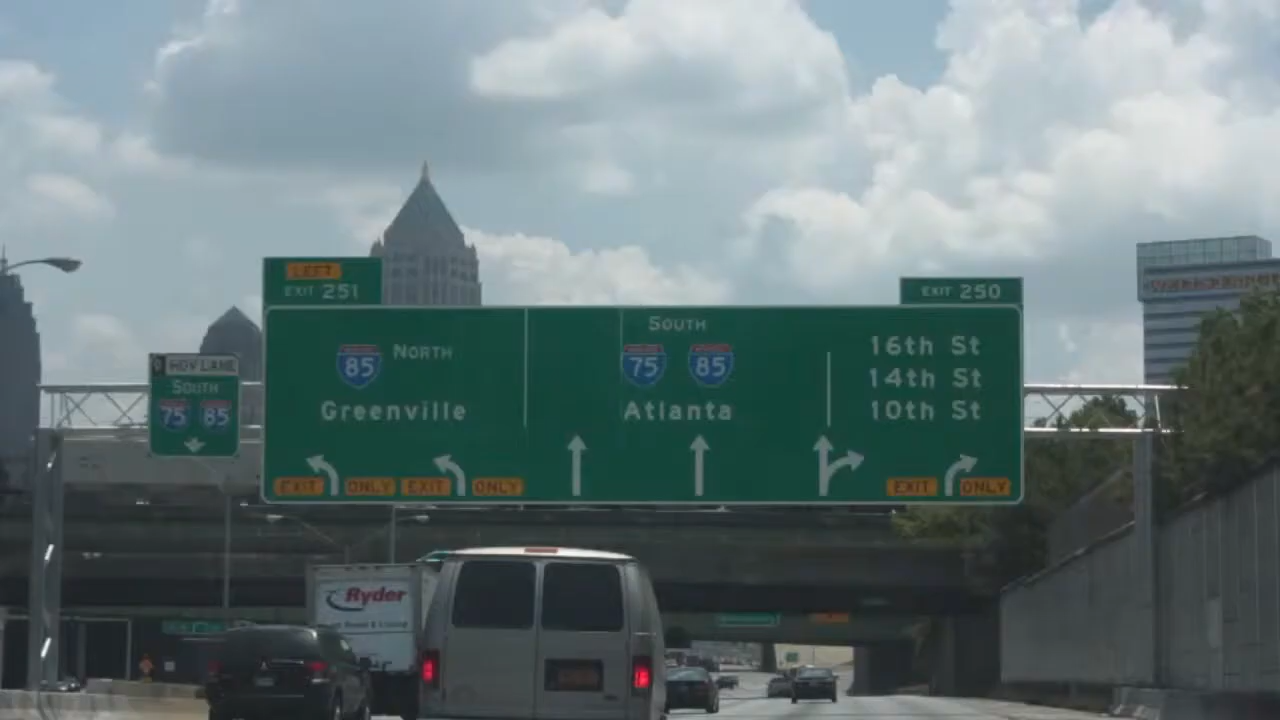 LEFT
EXIT 251
EXIT 250
SOUTH
16th St
85 NORTH
75 85
14th St
HOV LANE
SOUTH
75 85
Greenville
Atlanta
10th St
EXIT ONLY EXIT ONLY
EXIT ONLY
Ryder